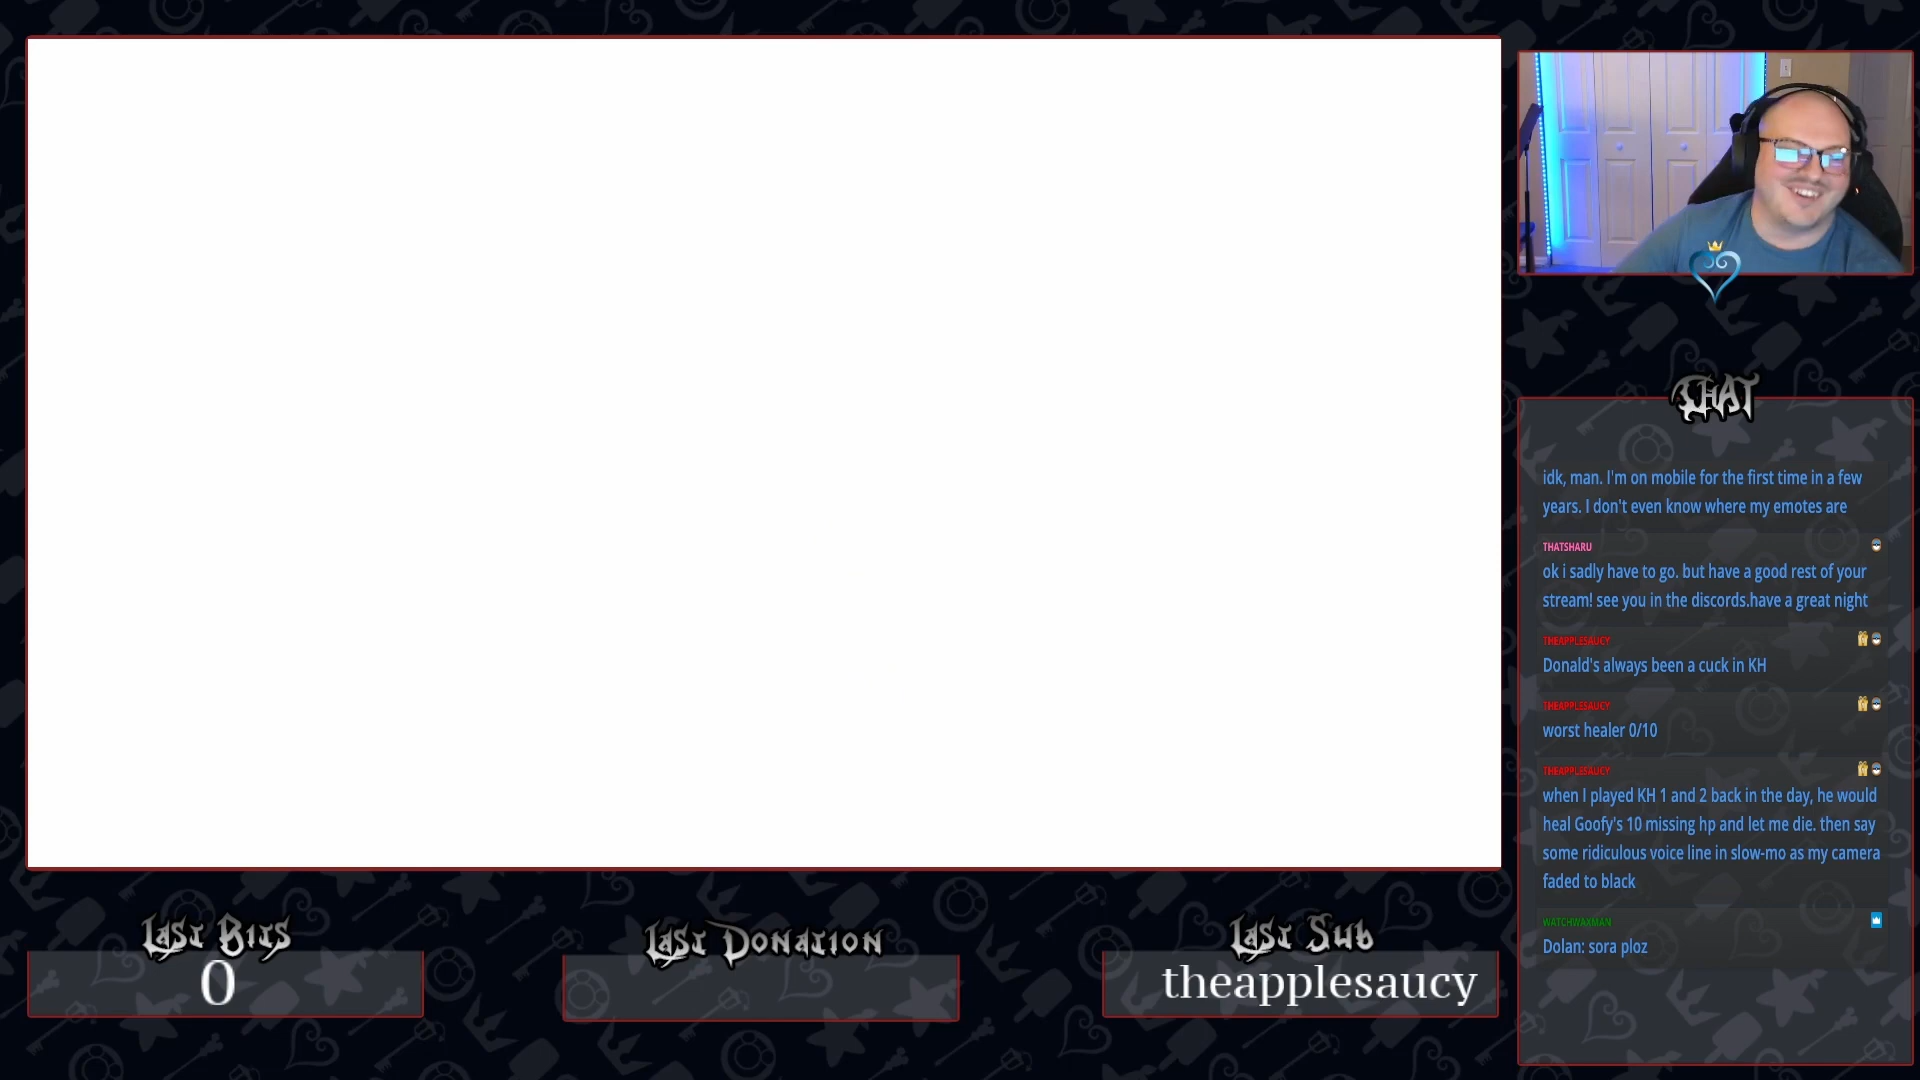 CHAT
idk, man. I'm on mobile for the first time in a few
years. I don't even know where my emotes are
THATSHARU
ok i sadly have to go. but have a good rest of your
stream! see you in the discords.have a great night
THEAPPLESAUCY
Donald's always been a cuck in KH
THEAPPLESAUCY
worst healer 0/10
THEAPPLESAUCY
when I played KH 1 and 2 back in the day, he would
heal Goofy's 10 missing hp and let me die. then say
some ridiculous voice line in slow-mo as my camera
faded to black
WATCHWAXMAN
Dolan: sora ploz
Last Bits
0
Last Donation
Last Sub
theapplesaucy